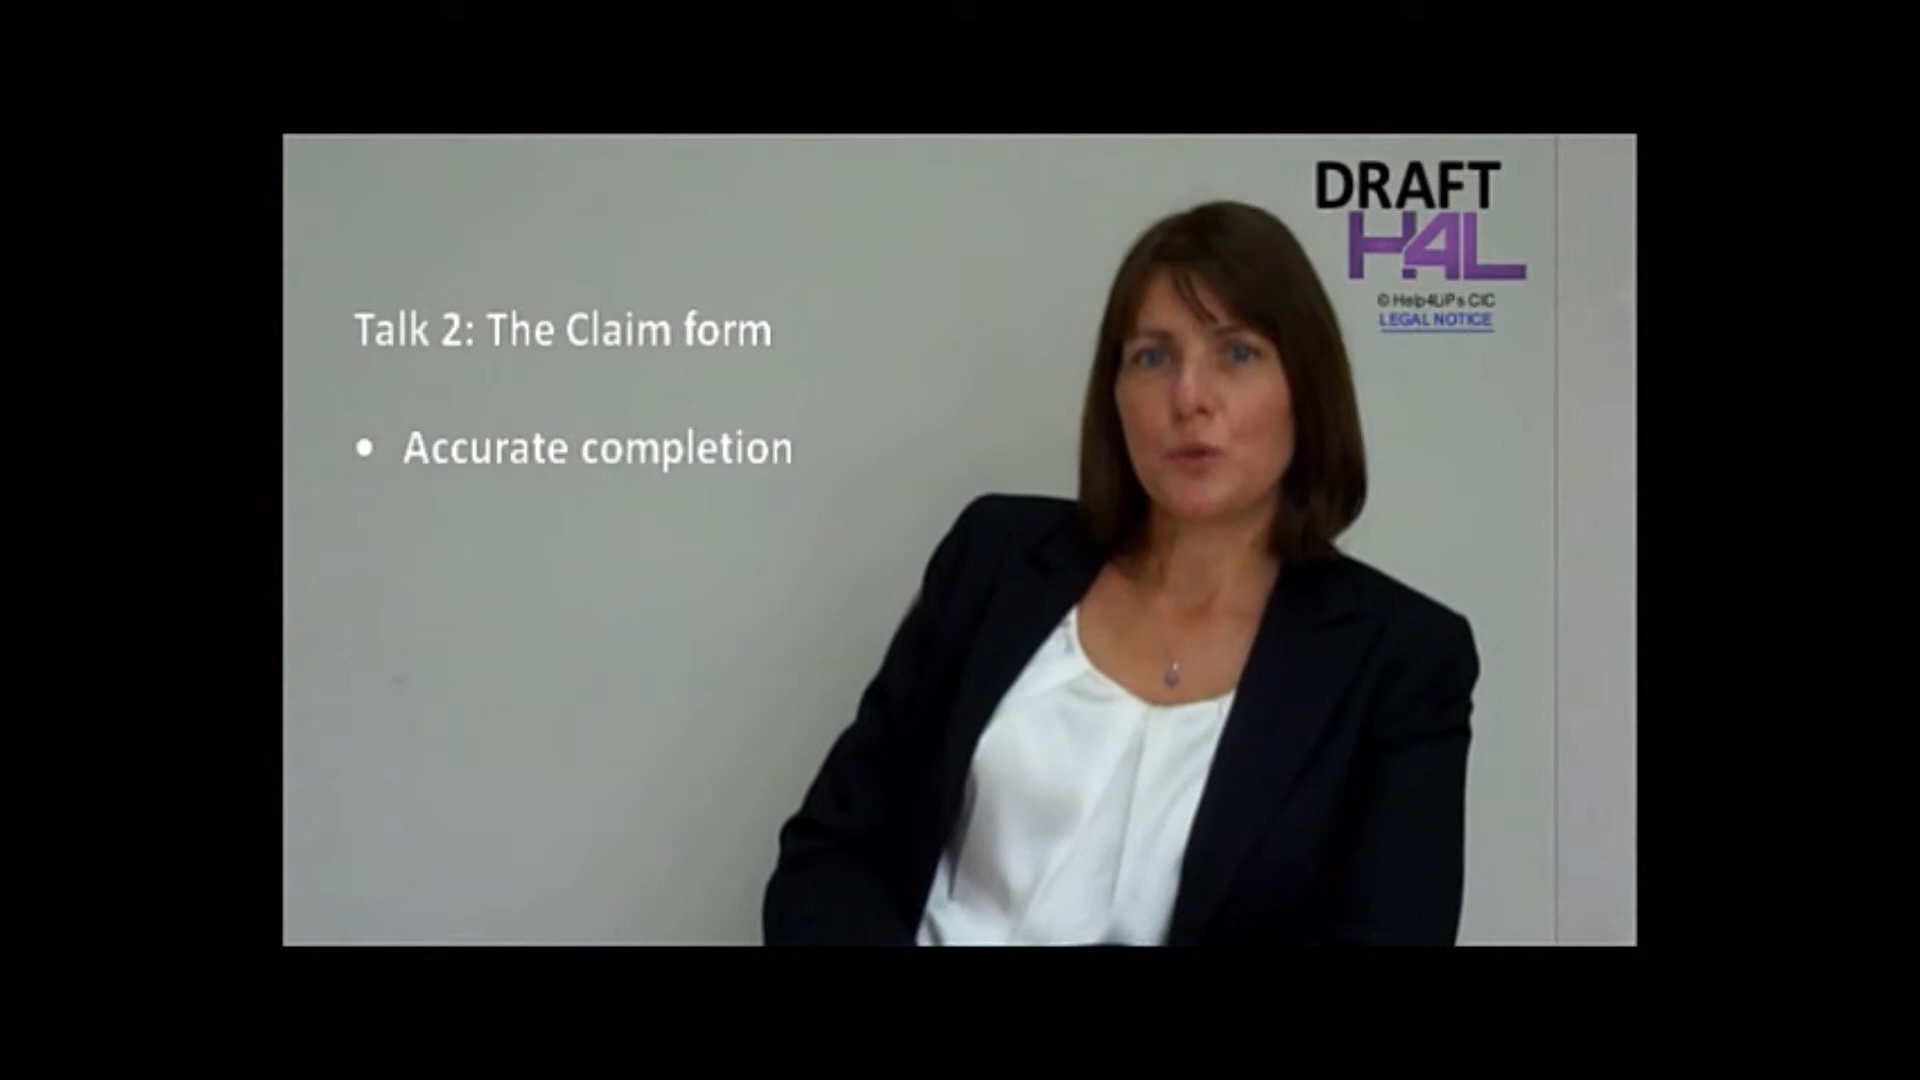 DRAFT
H4L
© Help4LiPs CIC
LEGAL NOTICE
Talk 2: The Claim form
• Accurate completion